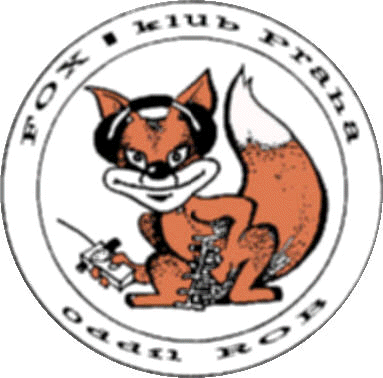 FOX - klub Praha
oddíl ROB